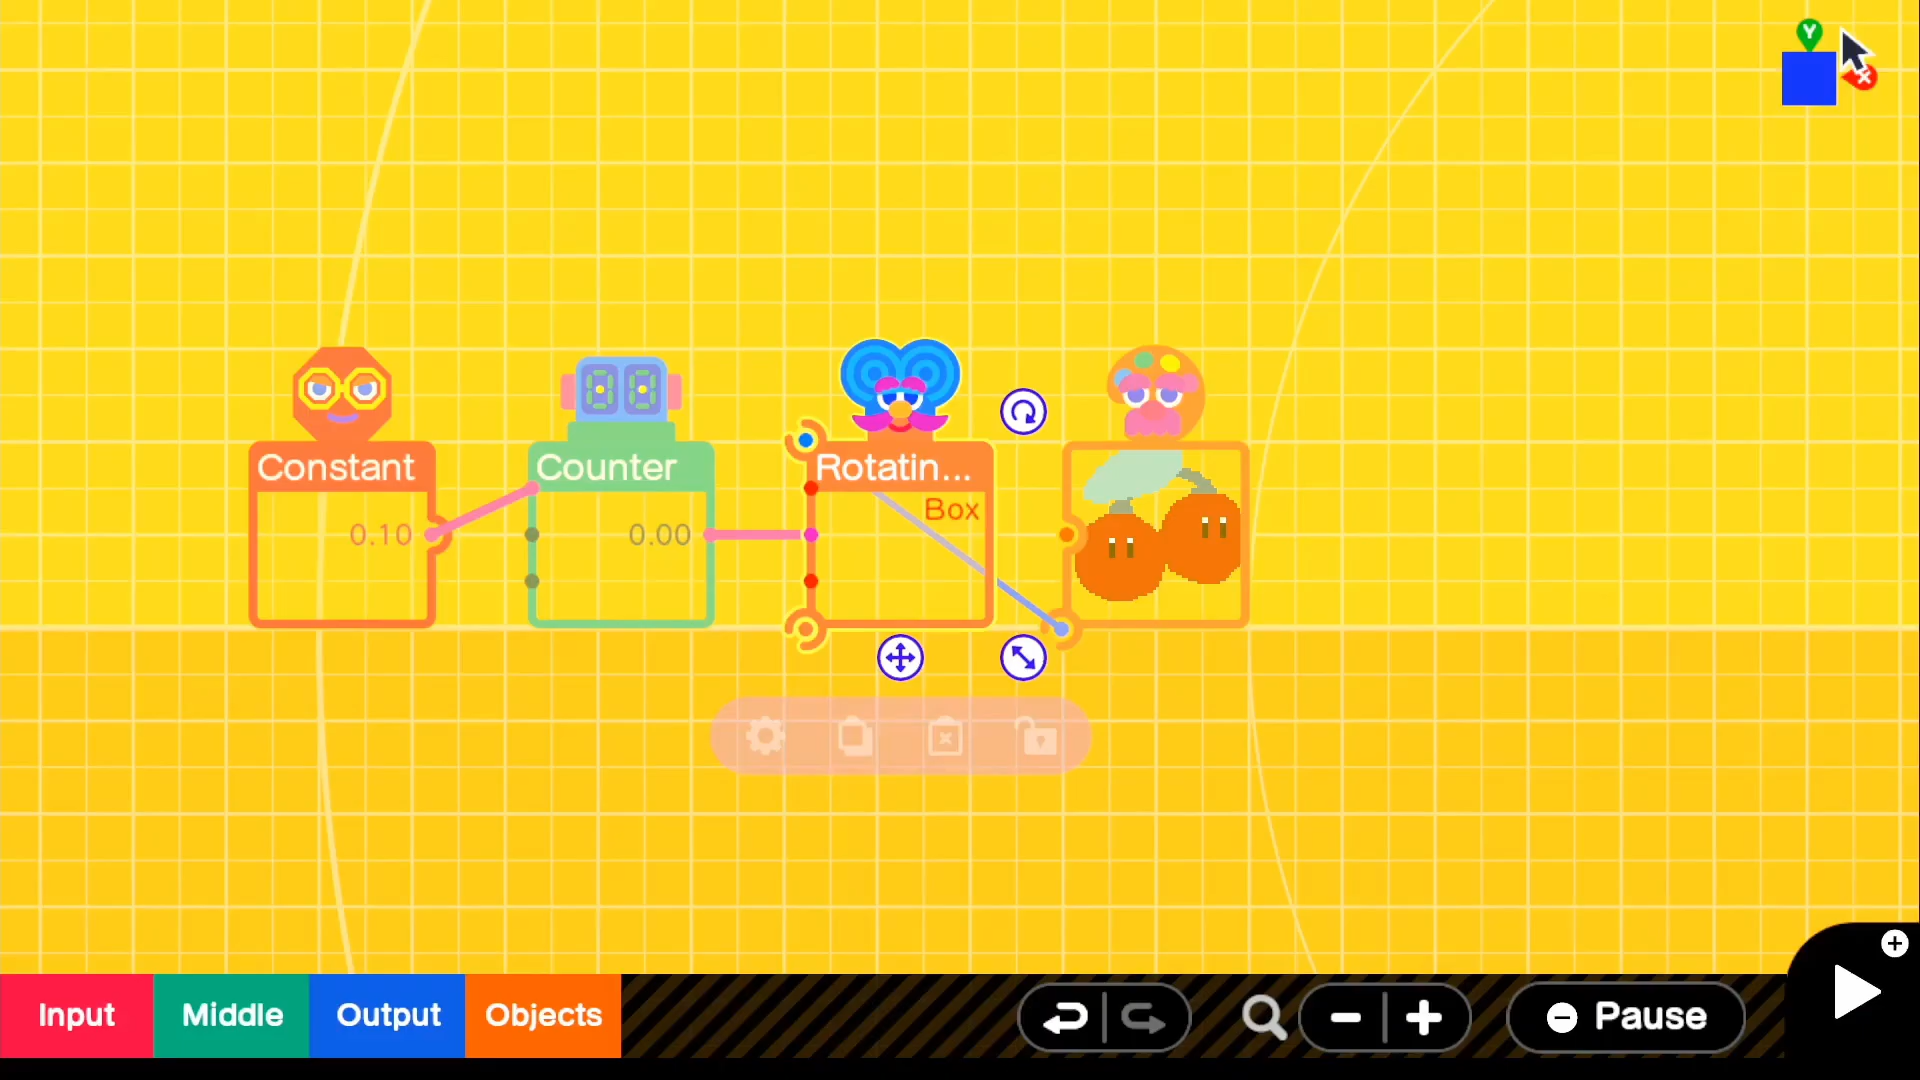 Y
X
Constant
Counter
Rotatin...
Box
0.10
0.00
Input
Middle
Output
Objects
Pause